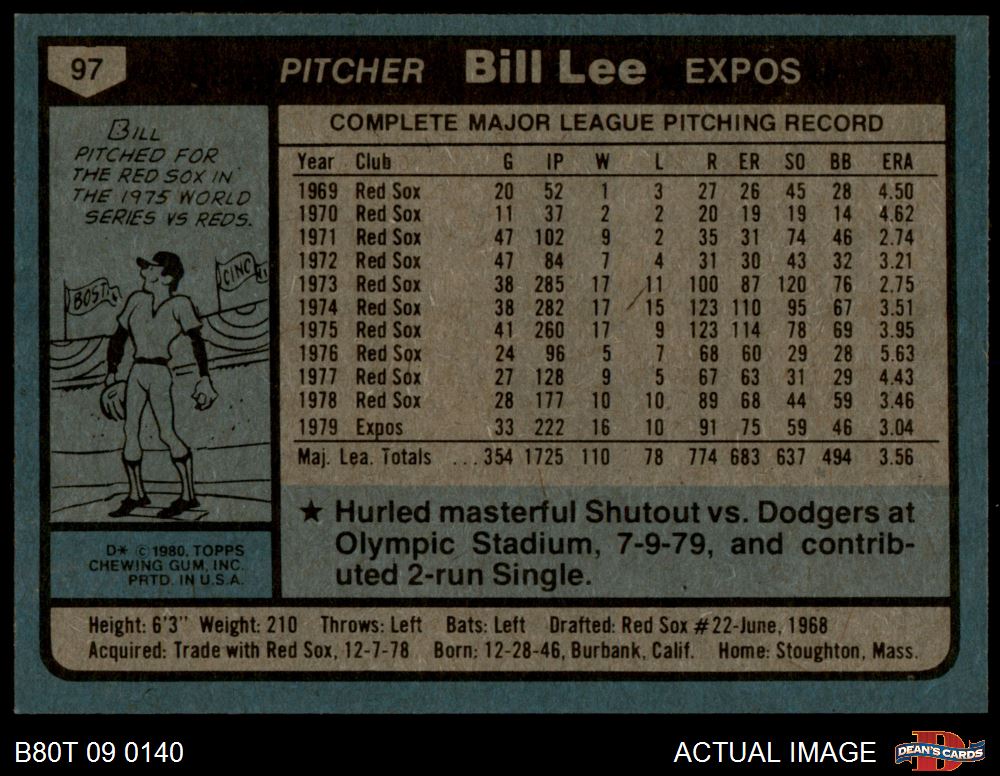 97 PITCHER Bill Lee EXPOS
BILL
PITCHED FOR
THE RED SOX IN
THE 1975 WORLD
SERIES VS REDS.
BOST
CINC
COMPLETE MAJOR LEAGUE PITCHING RECORD
Year Club G IP W L R ER SO BB ERA
1969 Red Sox 20 52 1 3 27 26 45 28 4.50
1970 Red Sox 11 37 2 2 20 19 19 14 4.62
1971 Red Sox 47 102 9 2 35 31 74 46 2.74
1972 Red Sox 47 84 7 4 31 30 43 32 3.21
1973 Red Sox 38 285 17 11 100 87 120 76 2.75
1974 Red Sox 38 282 17 15 123 110 95 67 3.51
1975 Red Sox 41 260 17 9 123 114 78 69 3.95
1976 Red Sox 24 96 5 7 68 60 29 28 5.63
1977 Red Sox 27 128 9 5 67 63 31 29 4.43
1978 Red Sox 28 177 10 10 89 68 44 59 3.46
1979 Expos 33 222 16 10 91 75 59 46 3.04
Maj. Lea. Totals ...354 1725 110 78 774 683 637 494 3.56
★ Hurled masterful Shutout vs. Dodgers at
Olympic Stadium, 7-9-79, and contrib-
uted 2-run Single.
D* © 1980, TOPPS
CHEWING GUM, INC.
PRTD. IN U.S.A.
Height: 6'3" Weight: 210 Throws: Left Bats: Left Drafted: Red Sox #22-June, 1968
Acquired: Trade with Red Sox, 12-7-78 Born: 12-28-46, Burbank, Calif. Home: Stoughton, Mass.
B80T 09 0140 ACTUAL IMAGE DEAN'S CARDS